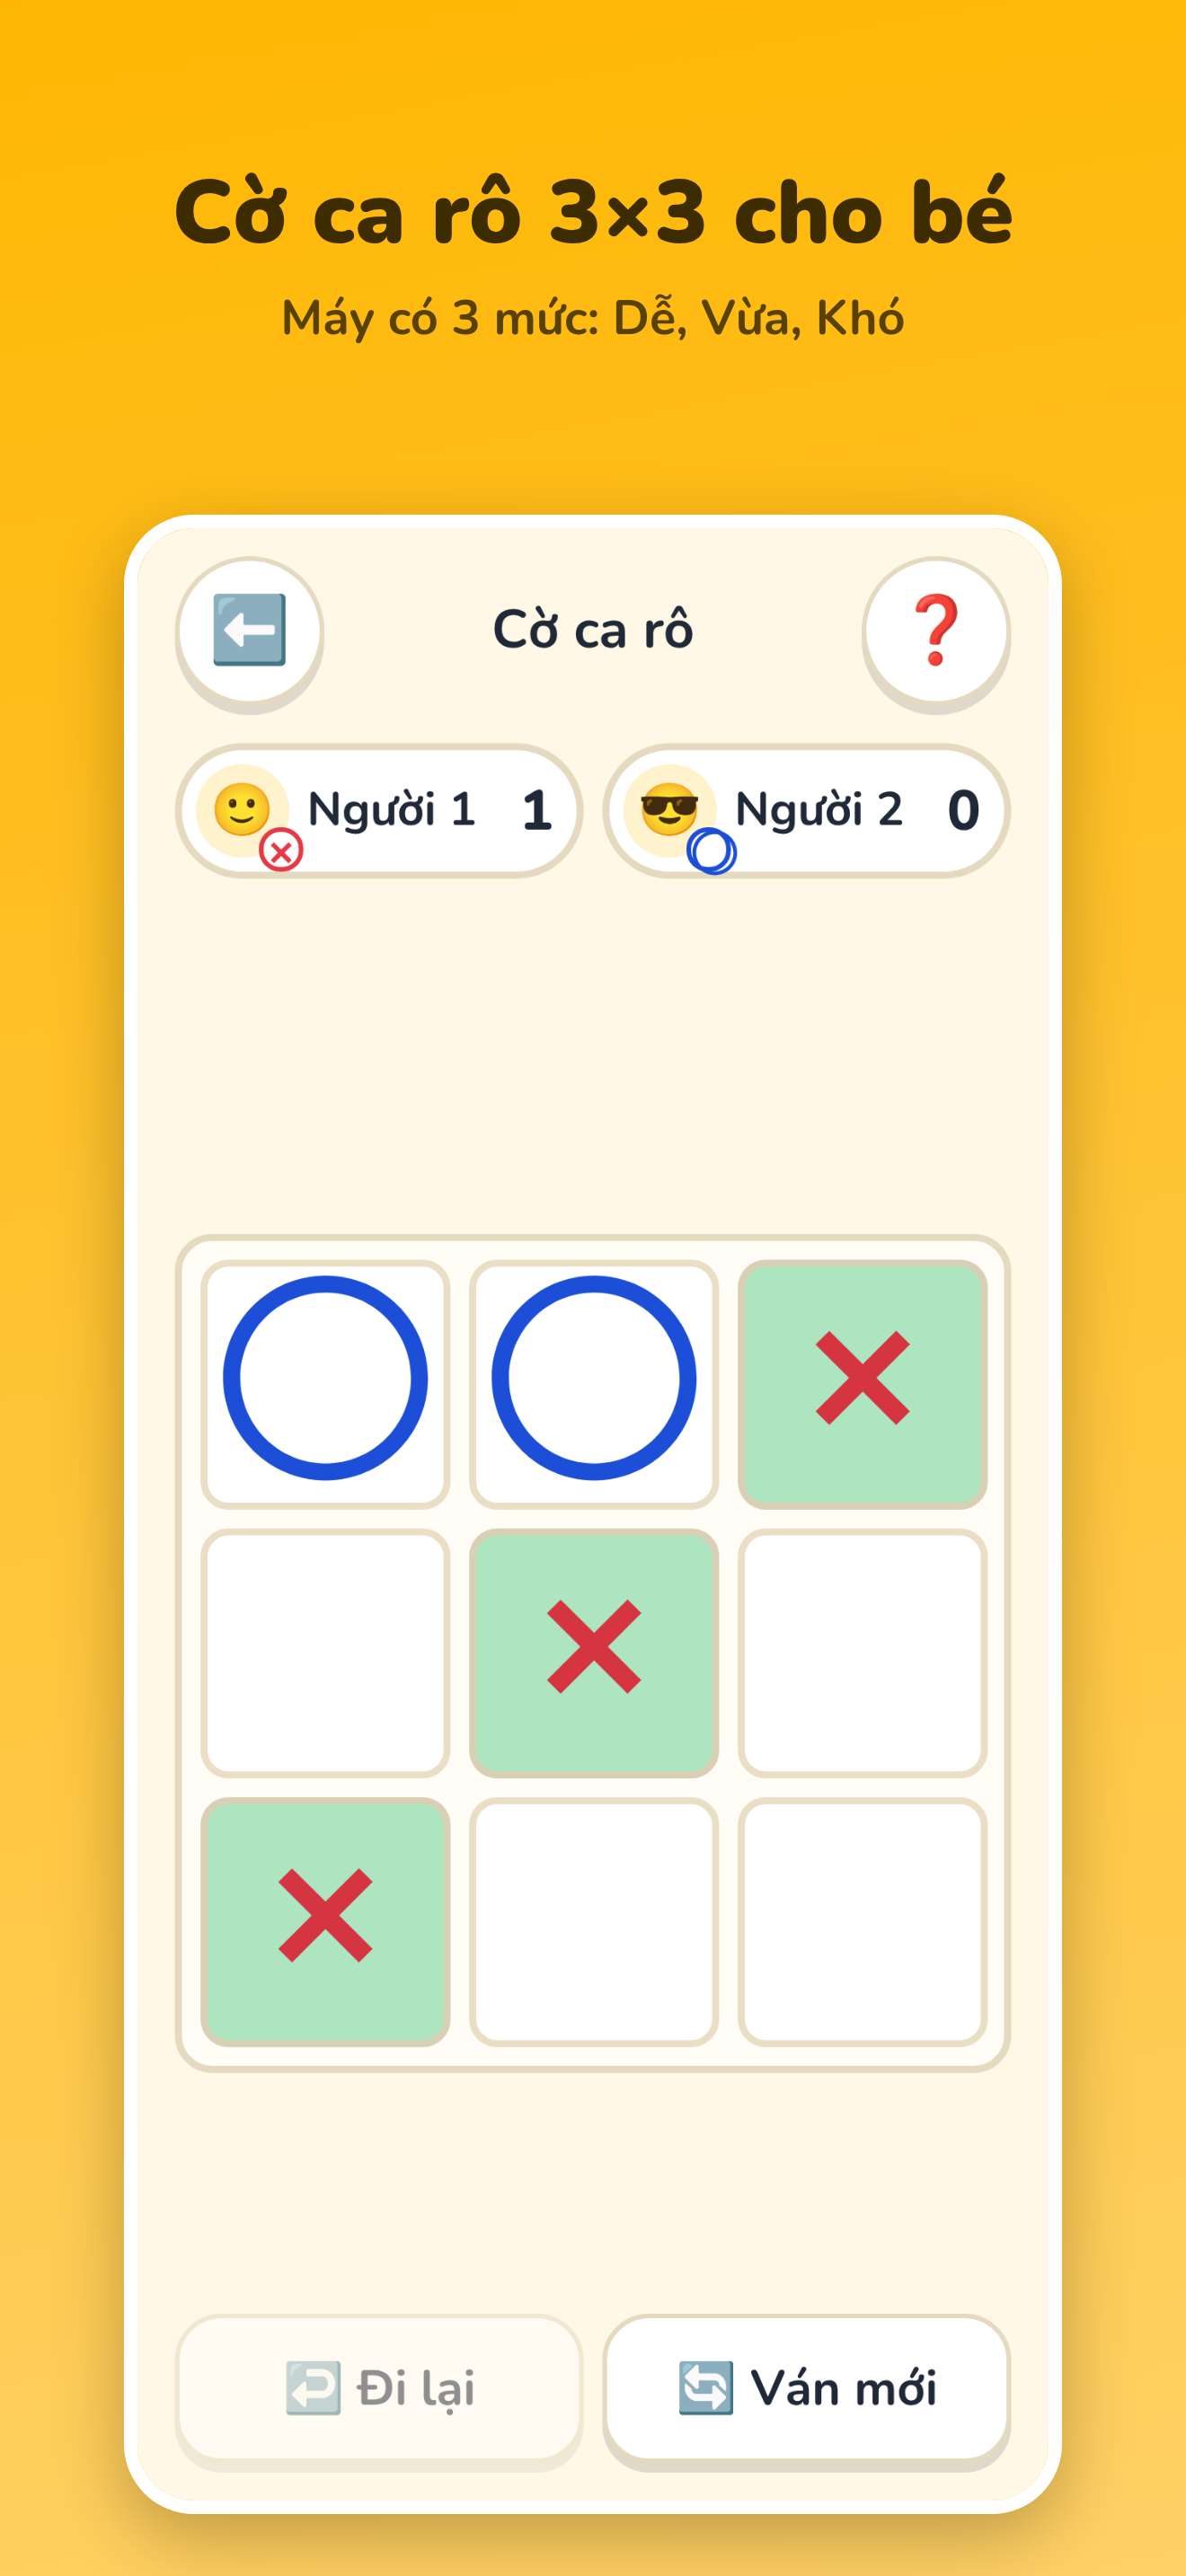 Cờ ca rô 3×3 cho bé
Máy có 3 mức: Dễ, Vừa, Khó
Cờ ca rô
Người 1 1
Người 2 0
Đi lại
Ván mới